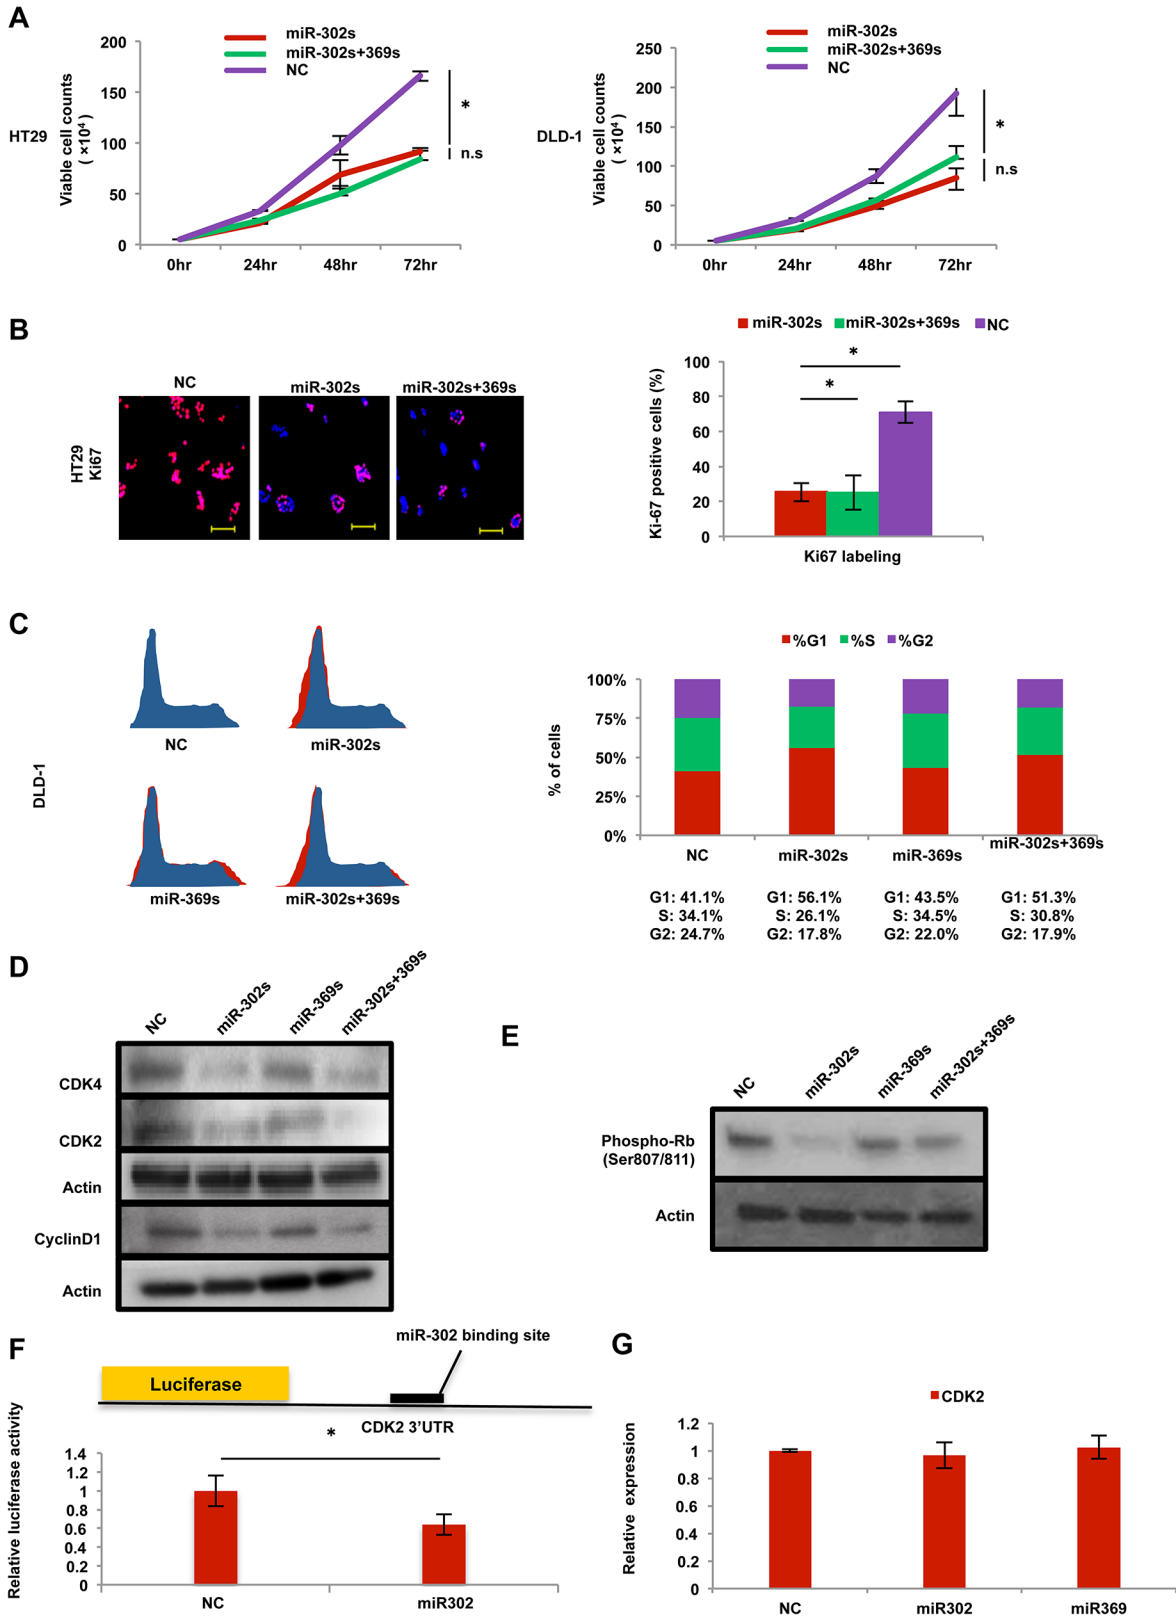 A
miR-302s
miR-302s+369s
NC
HT29
Viable cell counts
( ×10⁴)
200
150
100
50
0
0hr
24hr
48hr
72hr
*
n.s
miR-302s
miR-302s+369s
NC
DLD-1
Viable cell counts
( ×10⁴)
250
200
150
100
50
0
0hr
24hr
48hr
72hr
*
n.s
B
HT29
Ki67
NC
miR-302s
miR-302s+369s
miR-302s
miR-302s+369s
NC
Ki-67 positive cells (%)
100
80
60
40
20
0
*
*
Ki67 labeling
C
DLD-1
NC
miR-302s
miR-369s
miR-302s+369s
%G1
%S
%G2
% of cells
100%
75%
50%
25%
0%
NC
miR-302s
miR-369s
miR-302s+369s
G1: 41.1%
S: 34.1%
G2: 24.7%
G1: 56.1%
S: 26.1%
G2: 17.8%
G1: 43.5%
S: 34.5%
G2: 22.0%
G1: 51.3%
S: 30.8%
G2: 17.9%
D
NC
miR-302s
miR-369s
miR-302s+369s
CDK4
CDK2
Actin
CyclinD1
Actin
E
NC
miR-302s
miR-369s
miR-302s+369s
Phospho-Rb
(Ser807/811)
Actin
F
miR-302 binding site
Luciferase
CDK2 3’UTR
Relative luciferase activity
1.4
1.2
1
0.8
0.6
0.4
0.2
0
*
NC
miR302
G
CDK2
Relative expression
1.2
1
0.8
0.6
0.4
0.2
0
NC
miR302
miR369